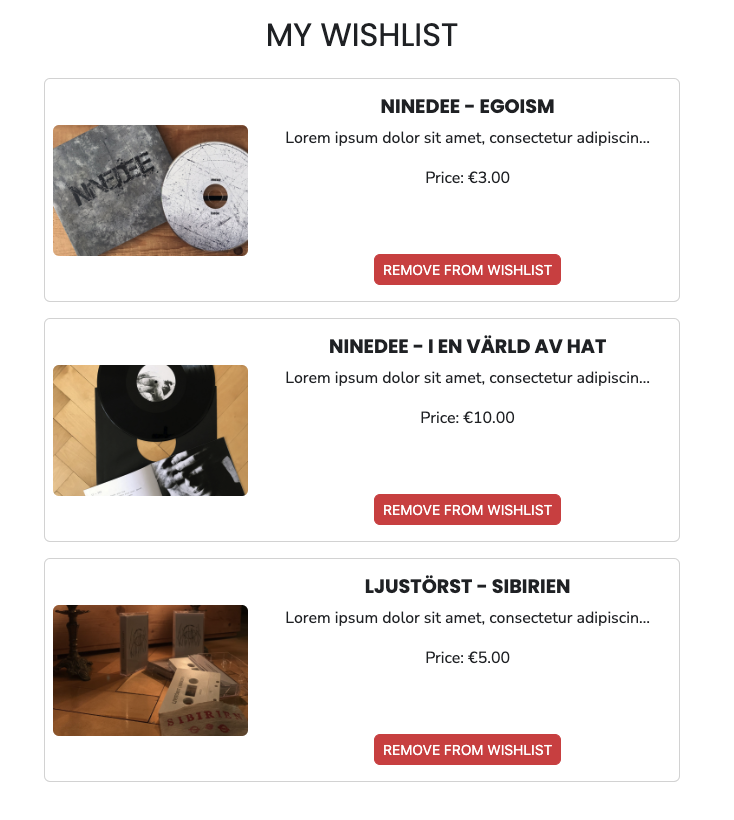 MY WISHLIST
NINEDEE - EGOISM
Lorem ipsum dolor sit amet, consectetur adipiscin...
Price: €3.00
NINEDEE
REMOVE FROM WISHLIST
NINEDEE - I EN VÄRLD AV HAT
Lorem ipsum dolor sit amet, consectetur adipiscin...
Price: €10.00
REMOVE FROM WISHLIST
LJUSTÖRST - SIBIRIEN
Lorem ipsum dolor sit amet, consectetur adipiscin...
Price: €5.00
SIBIRIEN
REMOVE FROM WISHLIST